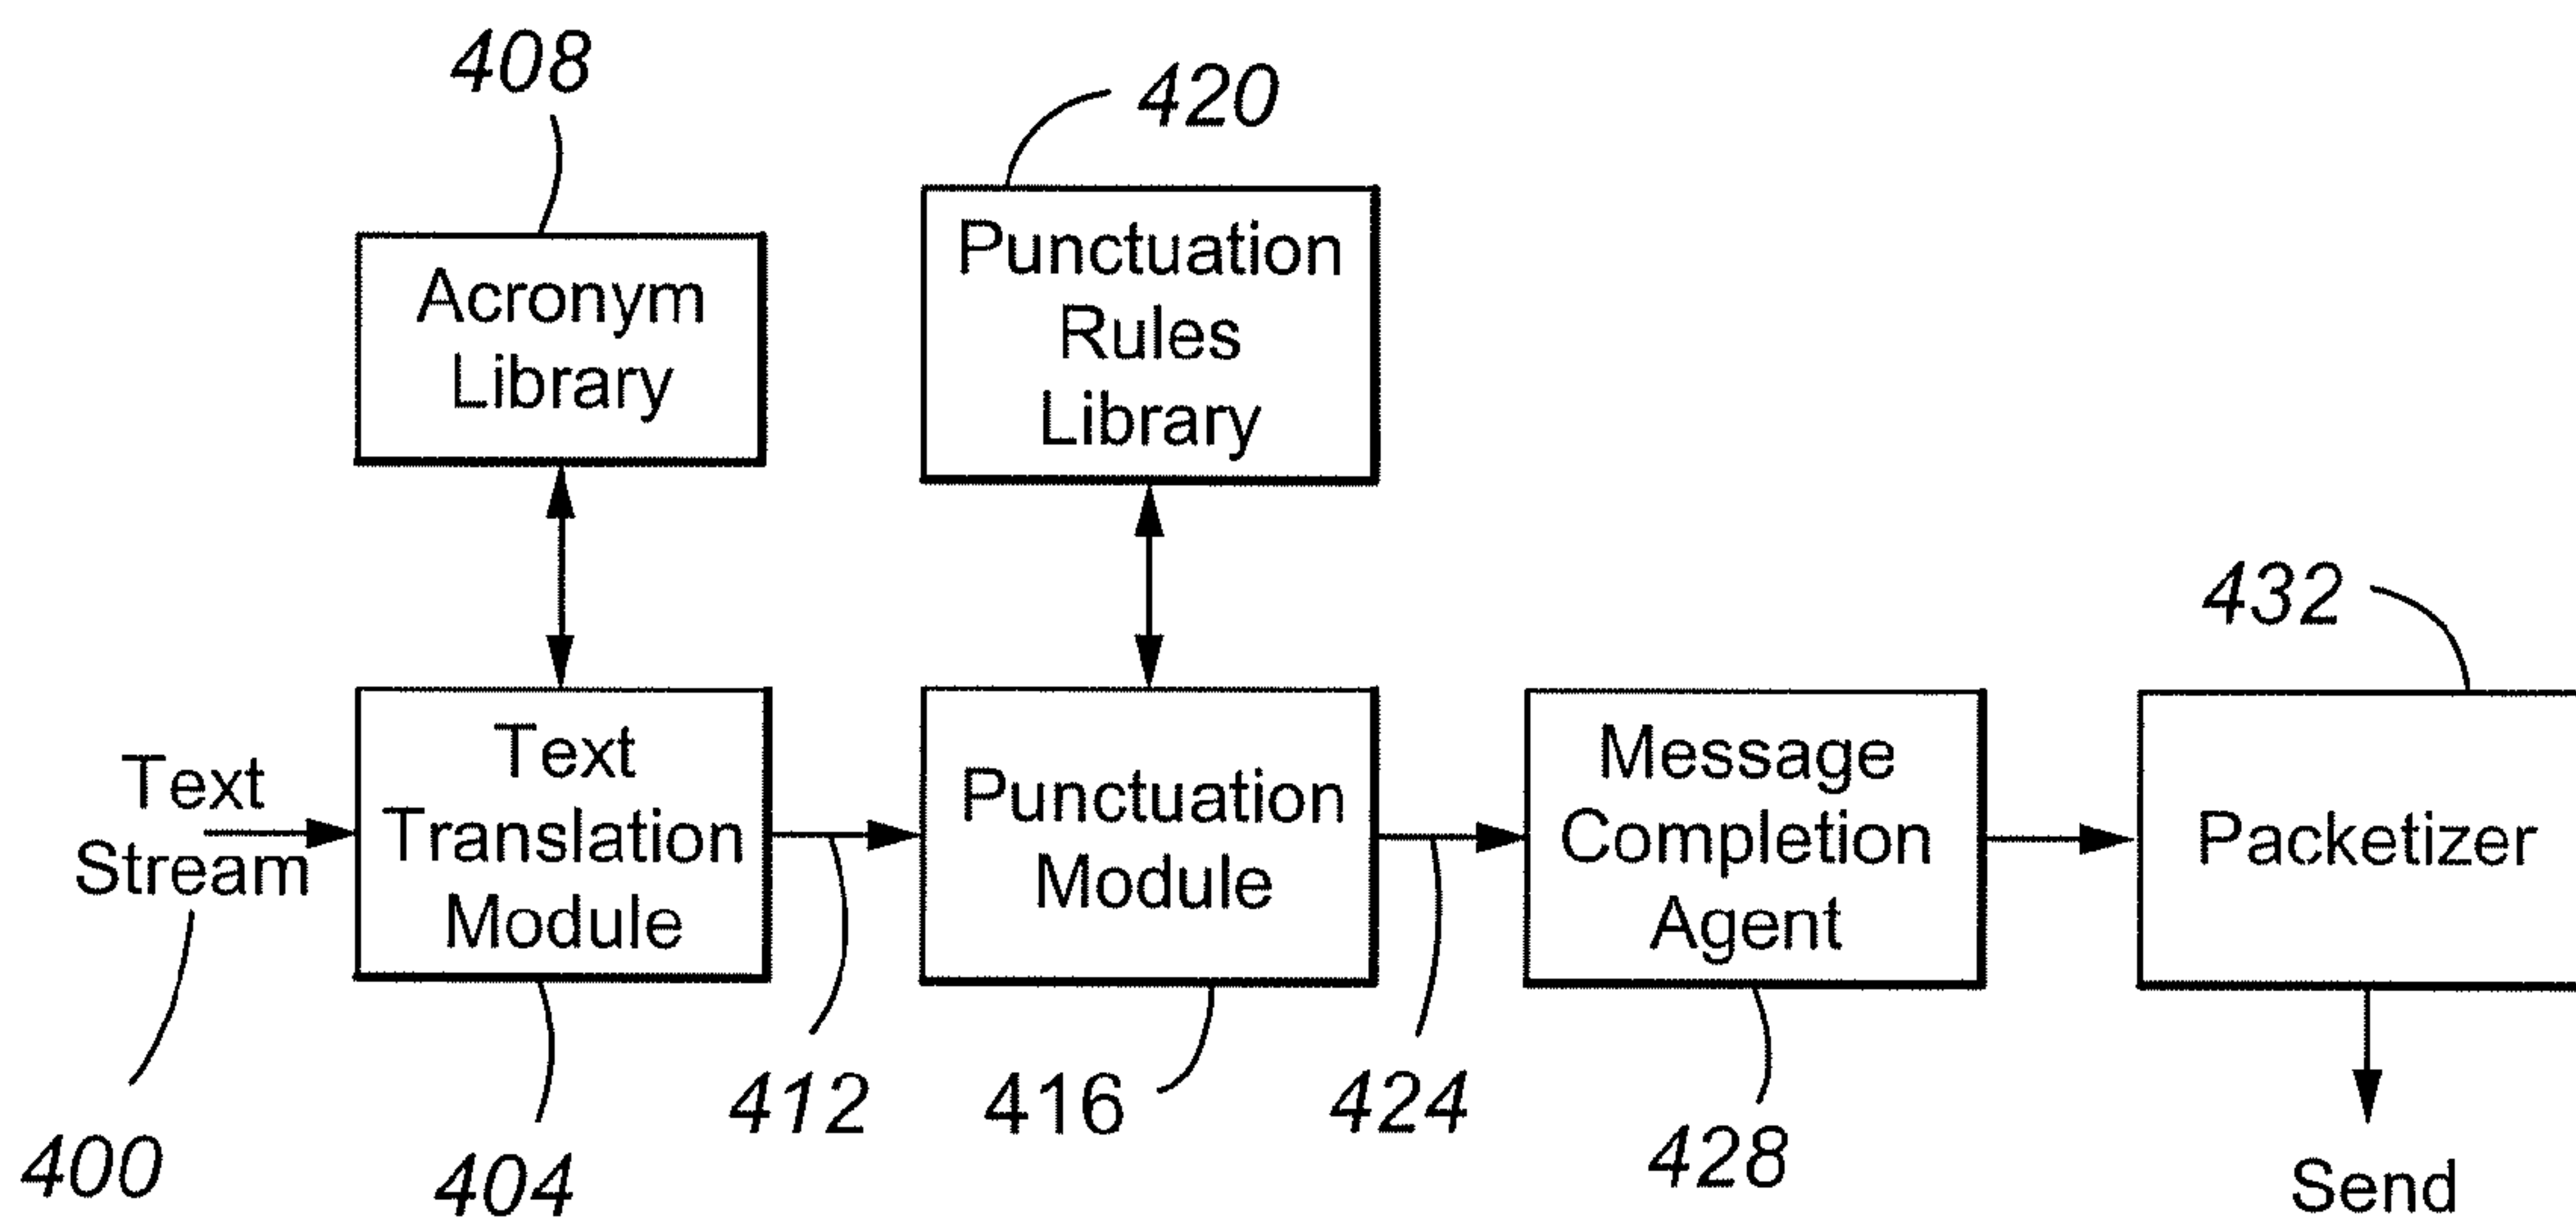 408
420
Acronym
Library
Punctuation
Rules
Library
432
Text
Stream
Text
Translation
Module
Punctuation
Module
Message
Completion
Agent
Packetizer
400
404
412
416
424
428
Send